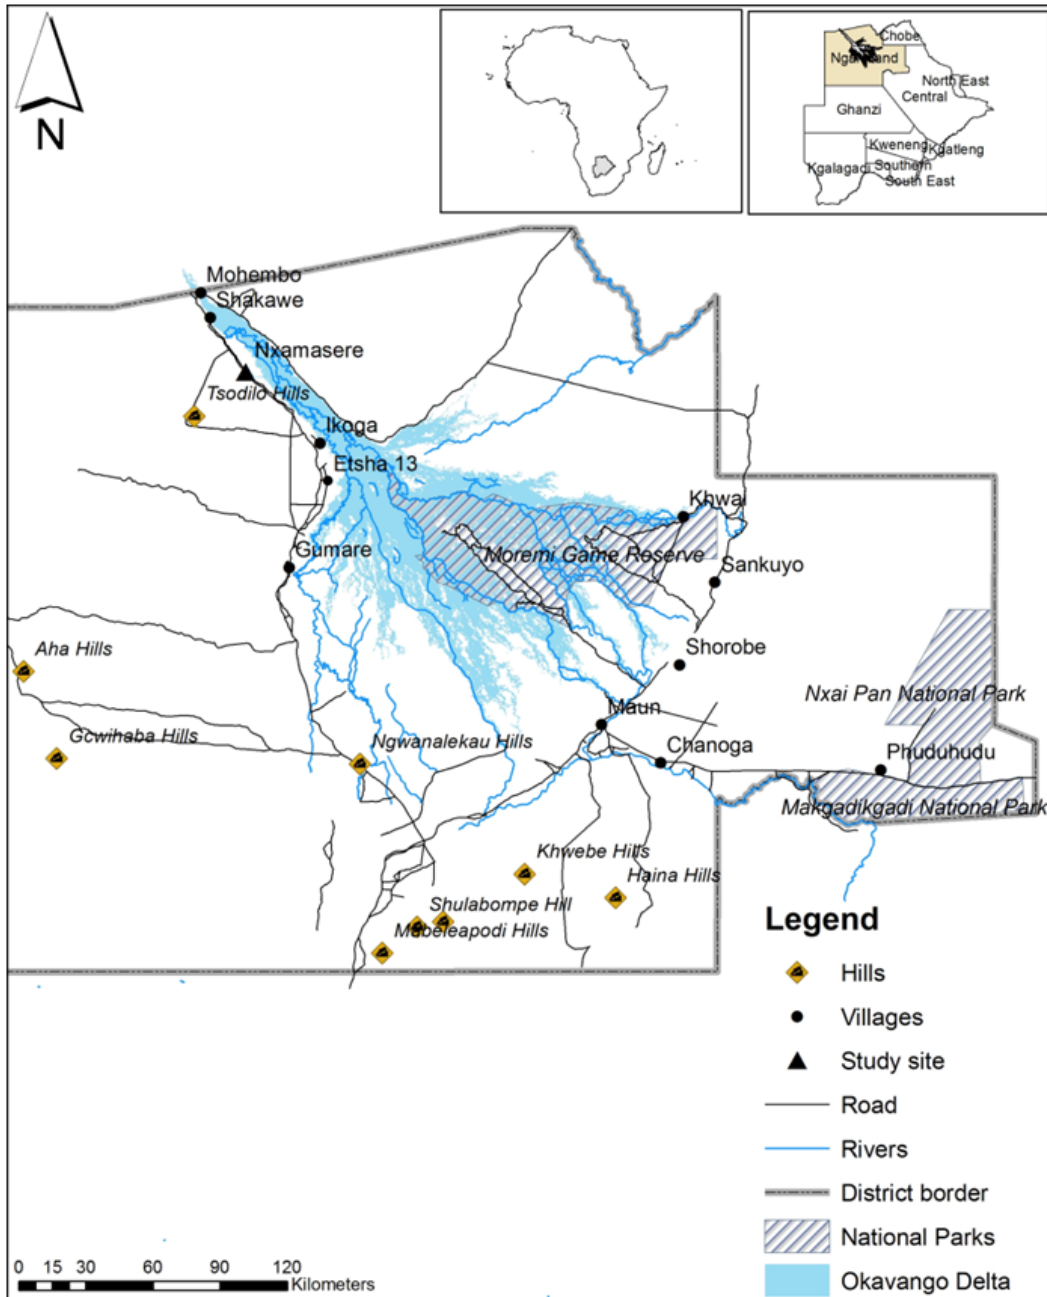 N
Chobe
Ngamiland
North East
Central
Ghanzi
Kweneng
Kgatleng
Kgalagadi
Southern
South East
Mohembo
Shakawe
Nxamasere
Tsodilo Hills
Ikoga
Etsha 13
Khwai
Gumare
Moremi Game Reserve
Sankuyo
Aha Hills
Shorobe
Nxai Pan National Park
Maun
Gcwihaba Hills
Ngwanalekau Hills
Chanoga
Phuduhudu
Makgadikgadi National Park
Khwebe Hills
Haina Hills
Shulabompe Hill
Mabeleapodi Hills
Legend
Hills
Villages
Study site
Road
Rivers
District border
National Parks
Okavango Delta
0 15 30 60 90 120
Kilometers